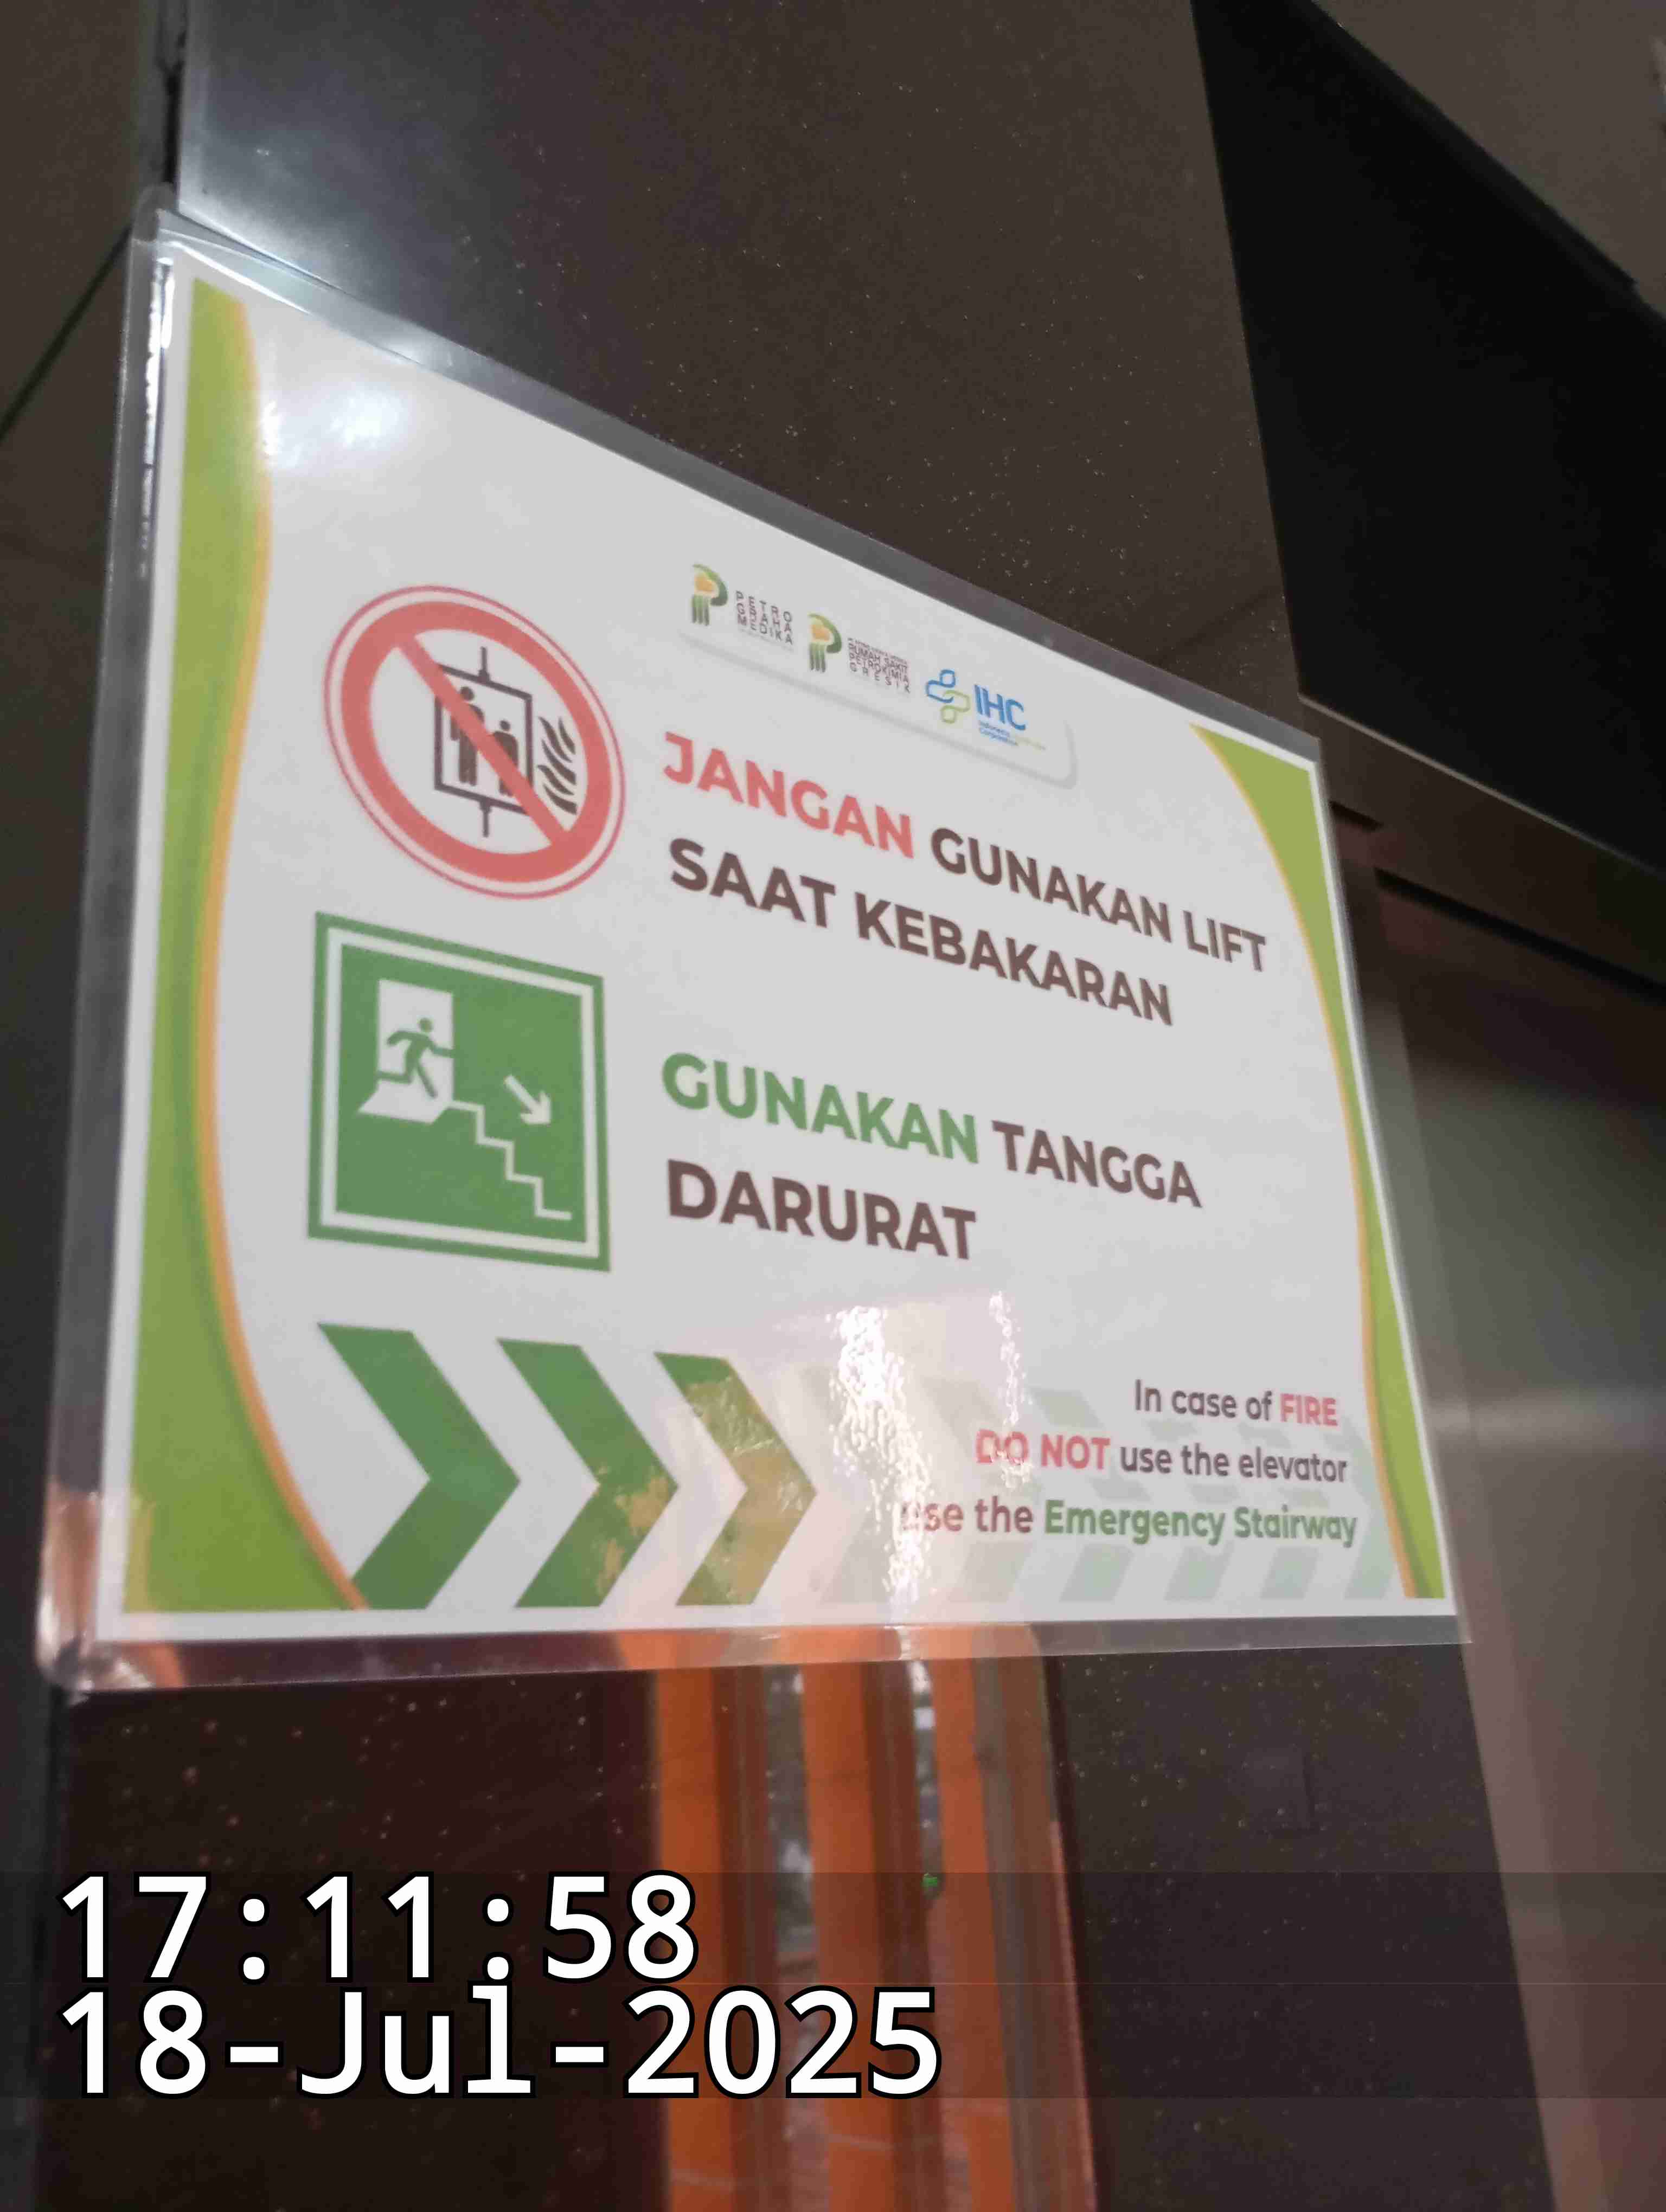 PETRO
GRAHA
MEDIKA
RUMAH SAKIT
PETROKIMIA
GRESIK
IHC
Corporation
JANGAN GUNAKAN LIFT
SAAT KEBAKARAN
GUNAKAN TANGGA
DARURAT
In case of FIRE
DO NOT use the elevator
use the Emergency Stairway
17:11:58
18-Jul-2025